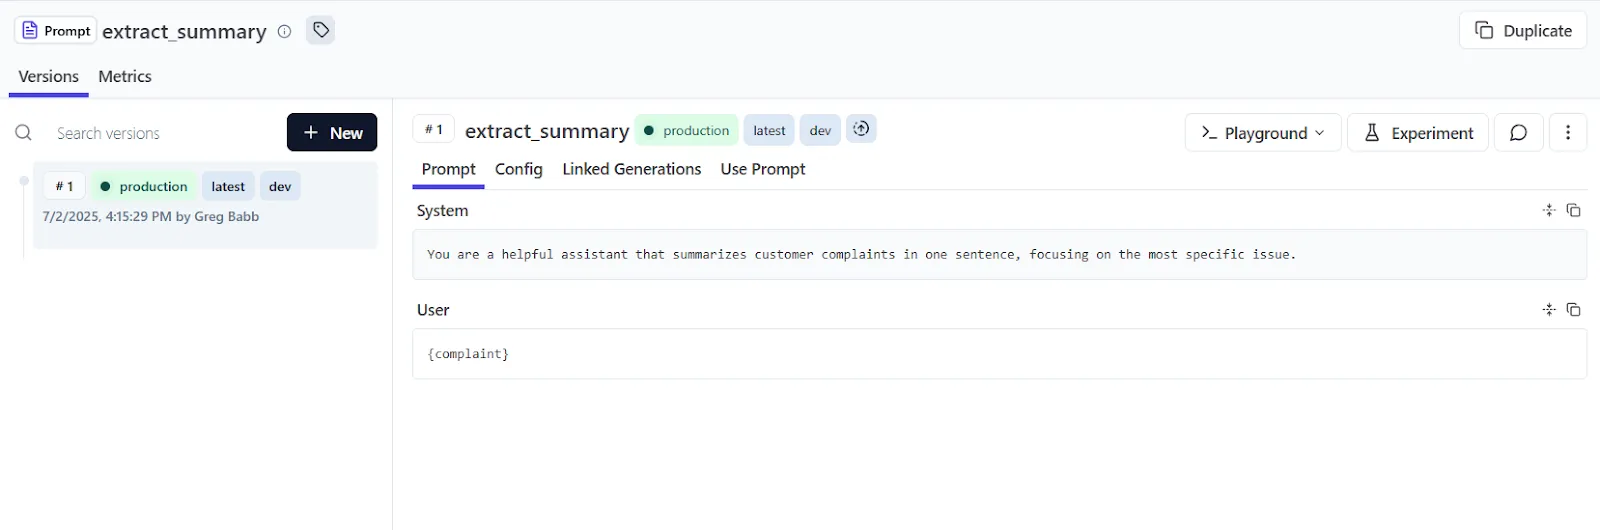 Prompt extract_summary Duplicate
Versions Metrics
Search versions + New
# 1 production latest dev
7/2/2025, 4:15:29 PM by Greg Babb
# 1 extract_summary production latest dev Playground Experiment
Prompt Config Linked Generations Use Prompt
System
You are a helpful assistant that summarizes customer complaints in one sentence, focusing on the most specific issue.
User
{complaint}